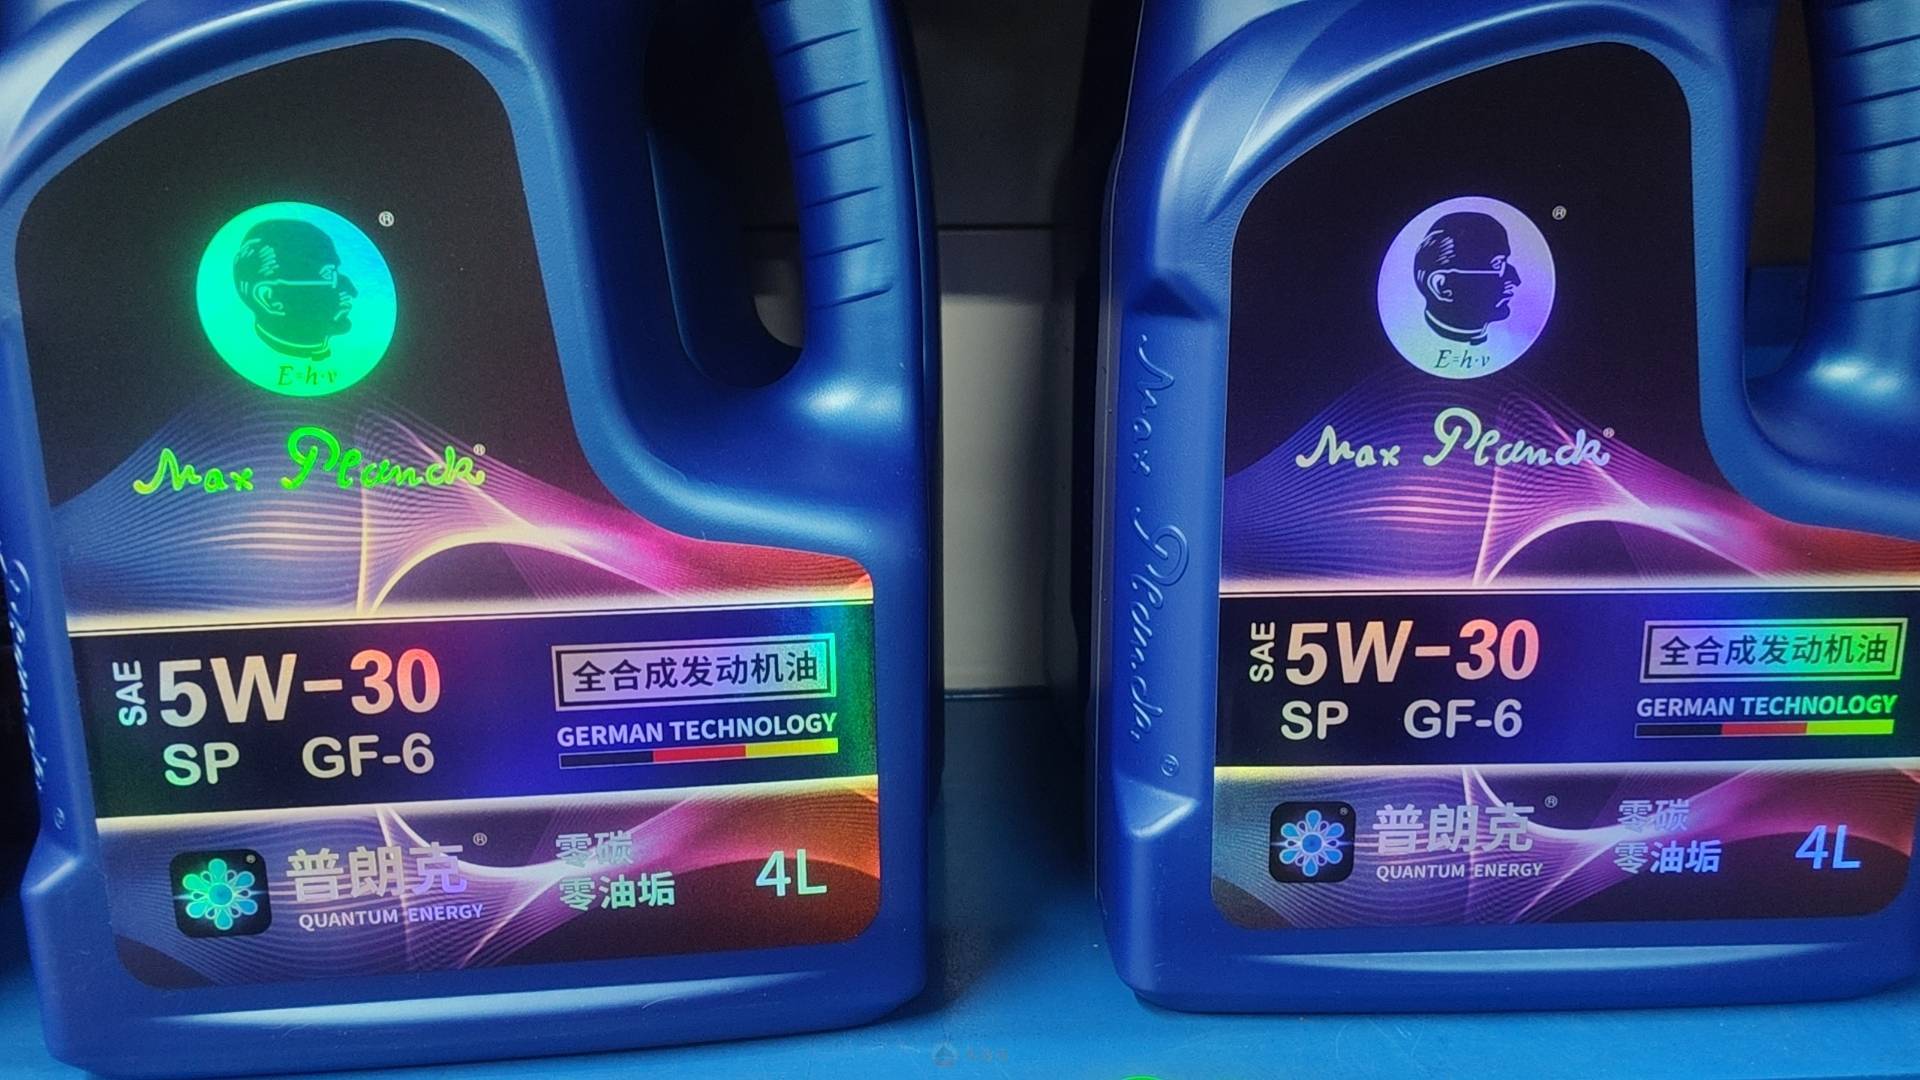 ®
E=h·ν
Max Planck®
SAE 5W-30
SP GF-6
全合成发动机油
GERMAN TECHNOLOGY
普朗克®
QUANTUM ENERGY
零碳
零油垢
4L
®
E=h·ν
Max Planck®
Max Planck®
SAE 5W-30
SP GF-6
全合成发动机油
GERMAN TECHNOLOGY
普朗克®
QUANTUM ENERGY
零碳
零油垢
4L